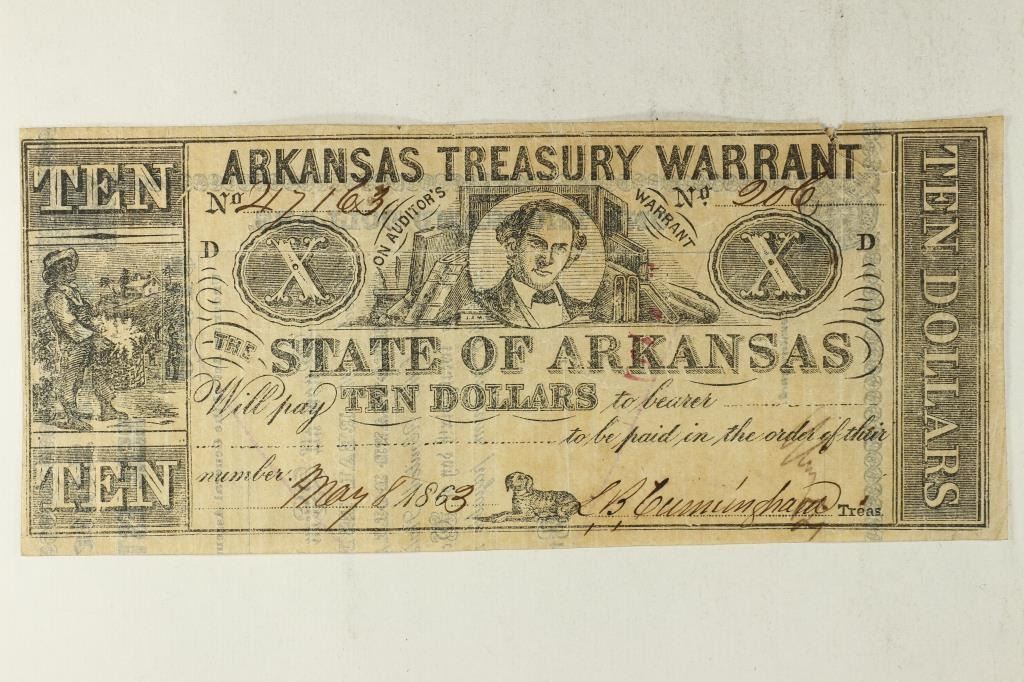 TEN
ARKANSAS TREASURY WARRANT
No 27163
ON AUDITOR'S WARRANT
No 206
D X X D
THE
STATE OF ARKANSAS
Will pay TEN DOLLARS to bearer
to be paid in the order of their
number. May 8 1863 L B Cunningham Treas.
TEN
TEN DOLLARS